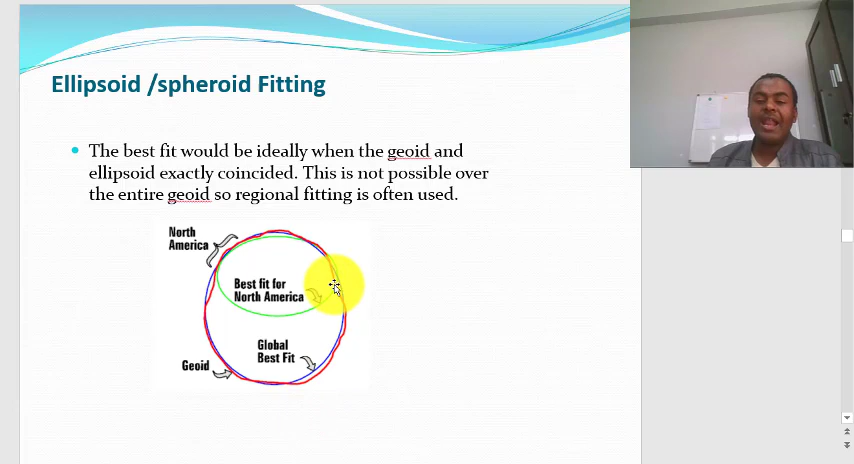 Ellipsoid /spheroid Fitting
The best fit would be ideally when the geoid and
ellipsoid exactly coincided. This is not possible over
the entire geoid so regional fitting is often used.
North
America
Best fit for
North America
Global
Best Fit
Geoid